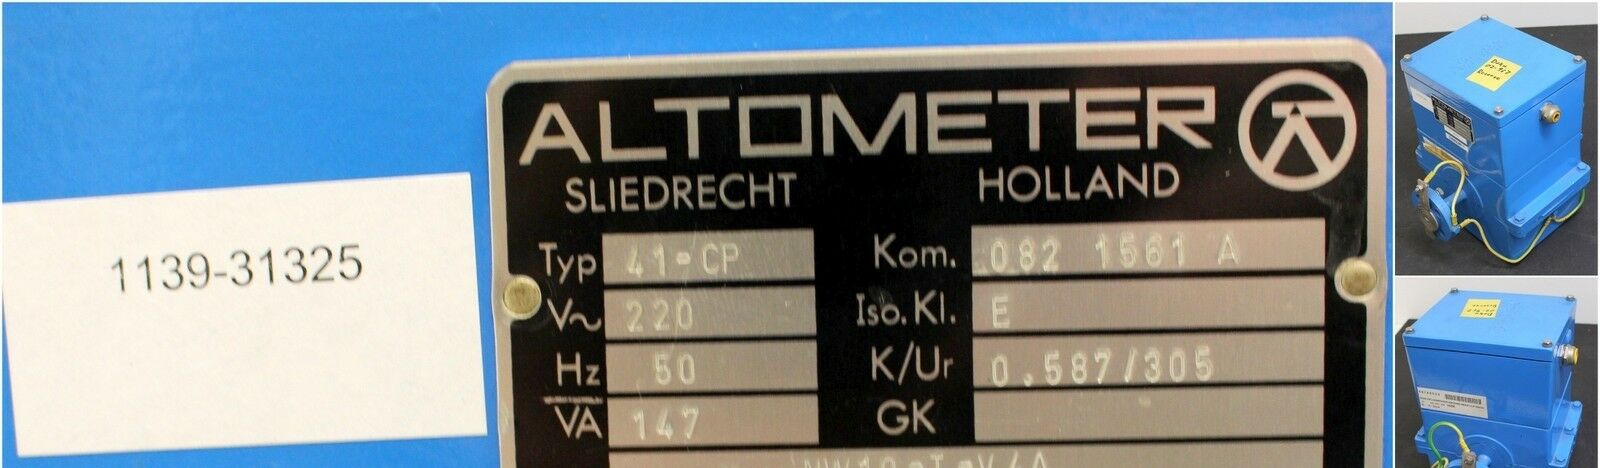 1139-31325
ALTOMETER
SLIEDRECHT HOLLAND
Typ 41-CP Kom. 082 1561 A
V~ 220 Iso.Kl. E
Hz 50 K/Ur 0.587/305
VA 147 GK